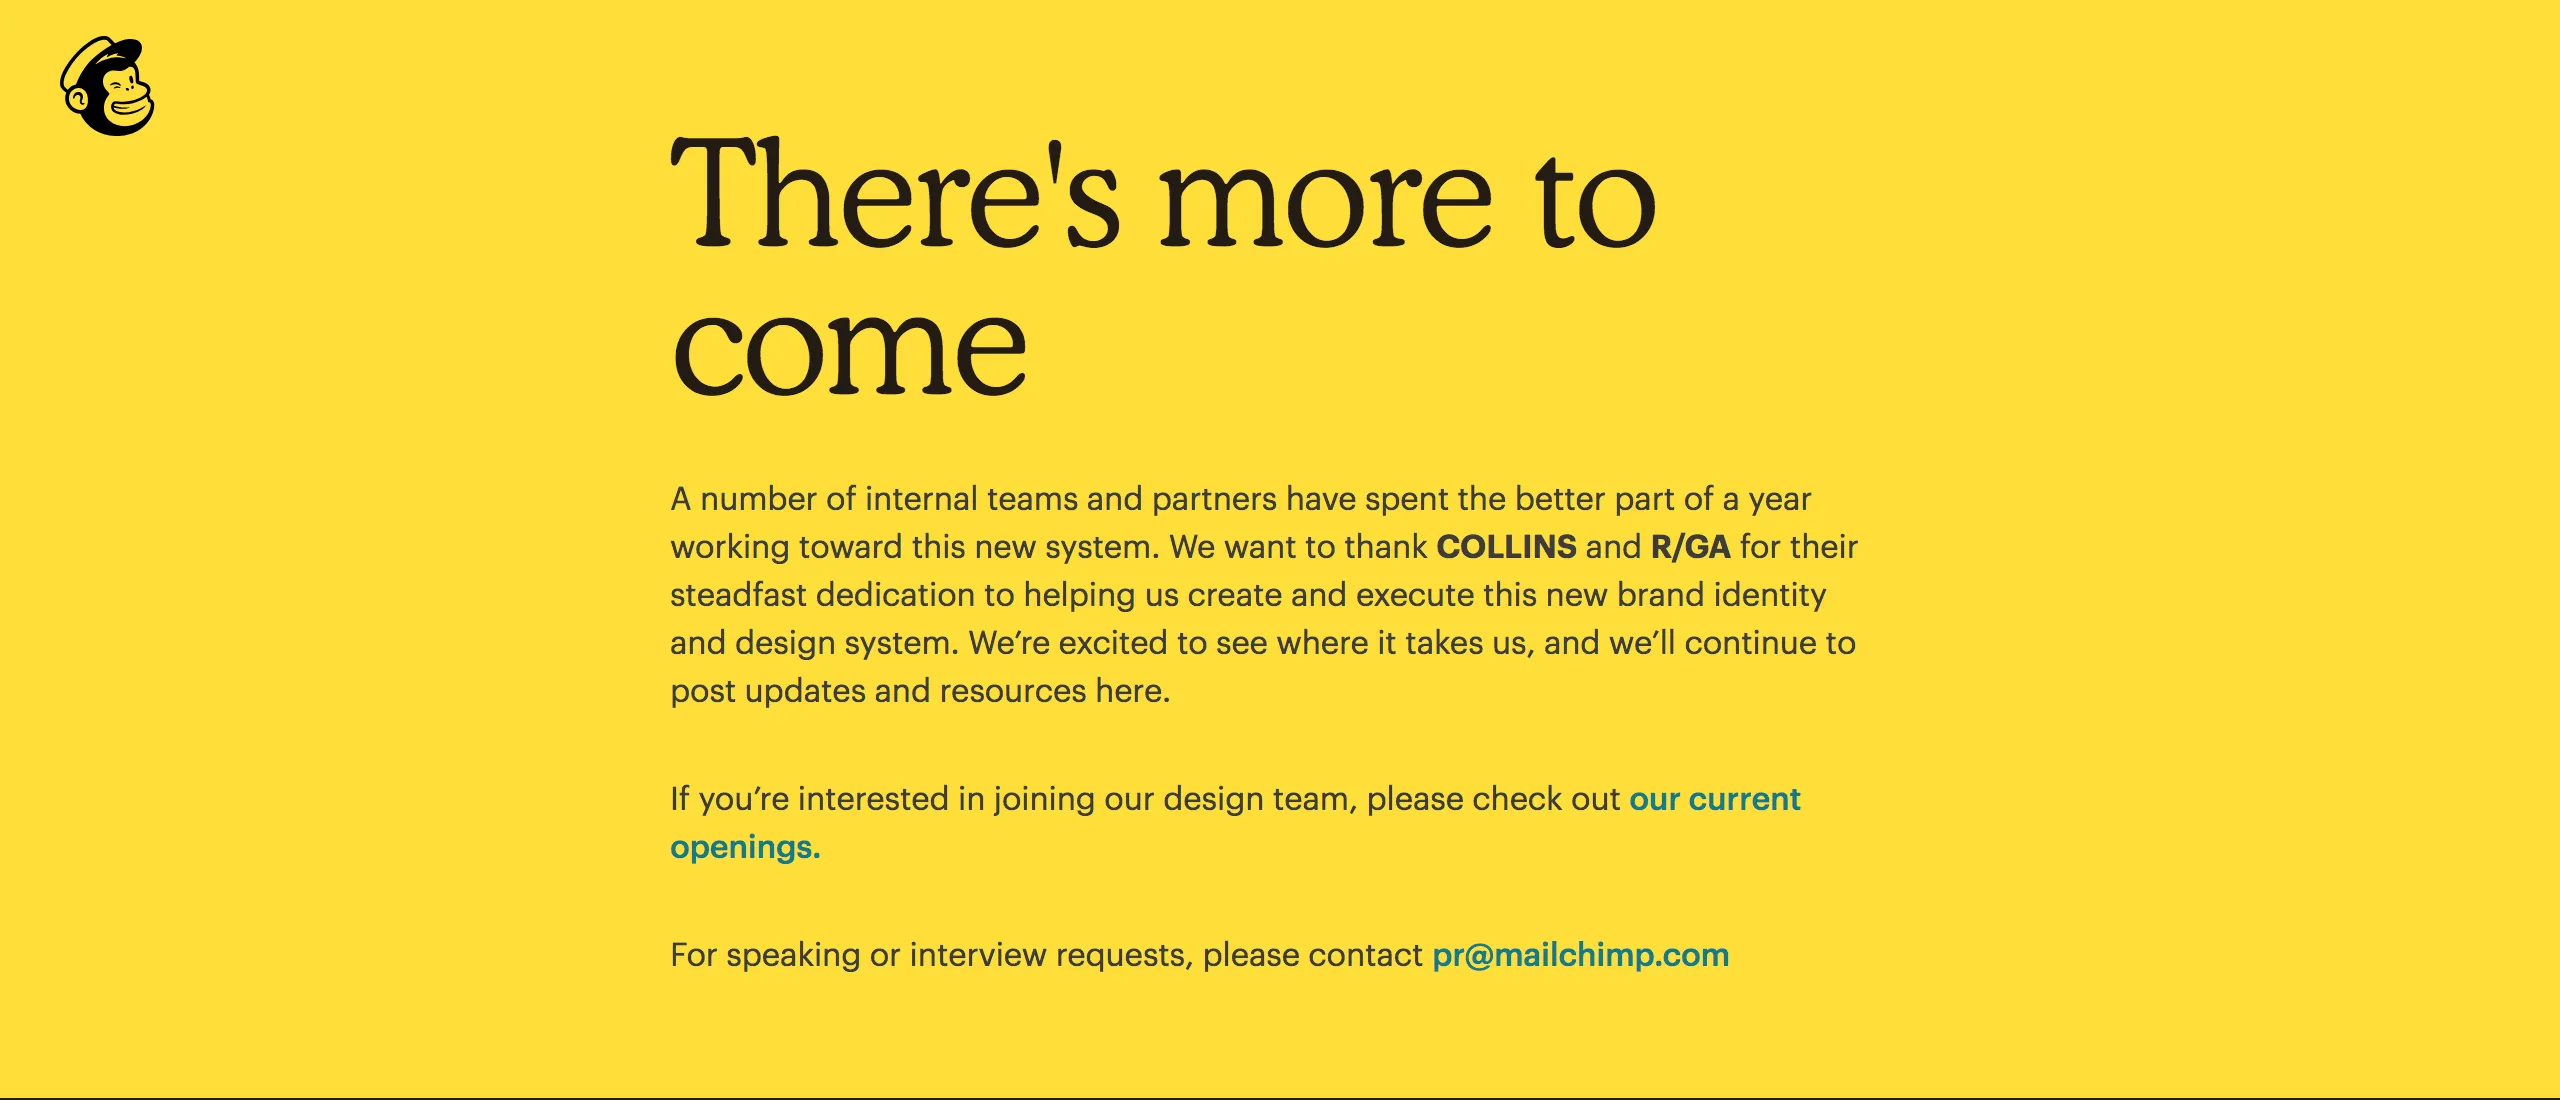 There's more to
come
A number of internal teams and partners have spent the better part of a year
working toward this new system. We want to thank COLLINS and R/GA for their
steadfast dedication to helping us create and execute this new brand identity
and design system. We’re excited to see where it takes us, and we’ll continue to
post updates and resources here.
If you’re interested in joining our design team, please check out our current
openings.
For speaking or interview requests, please contact pr@mailchimp.com